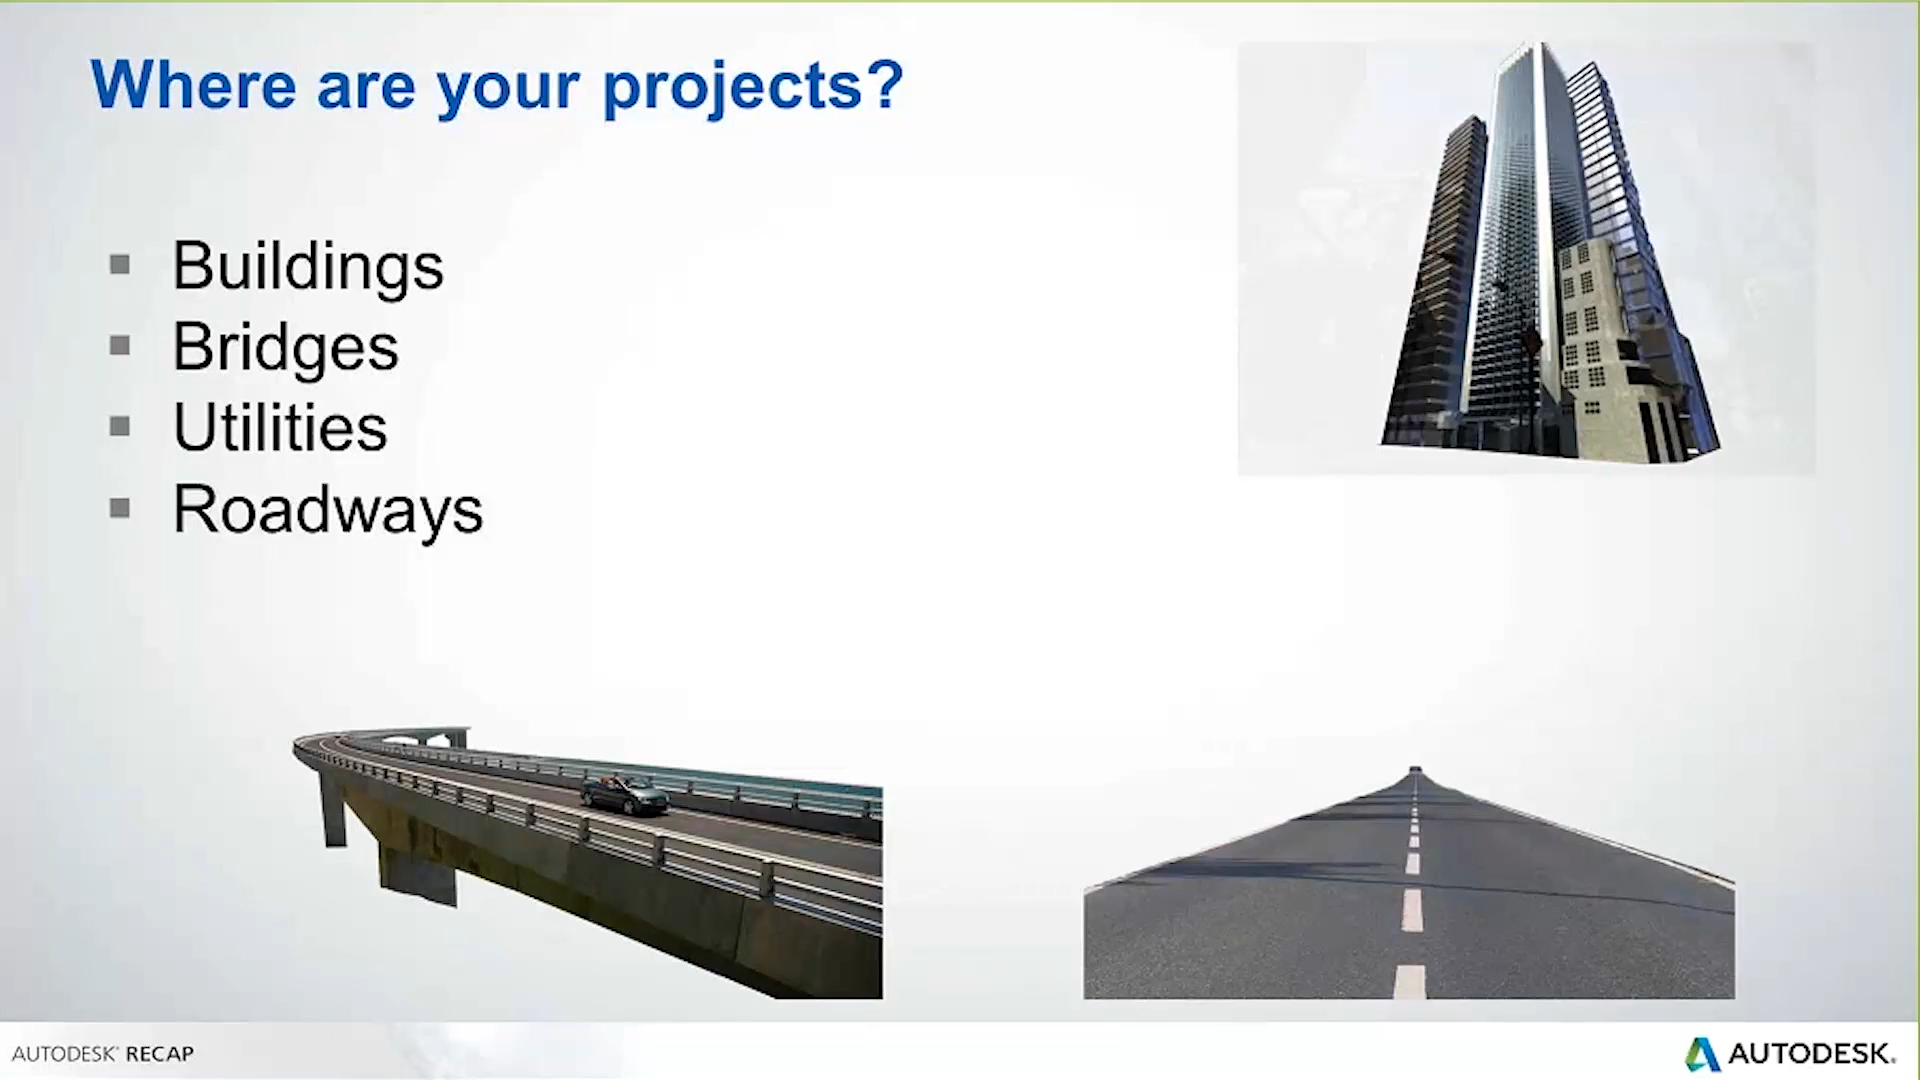 Where are your projects?
Buildings
Bridges
Utilities
Roadways
AUTODESK® RECAP
AUTODESK.